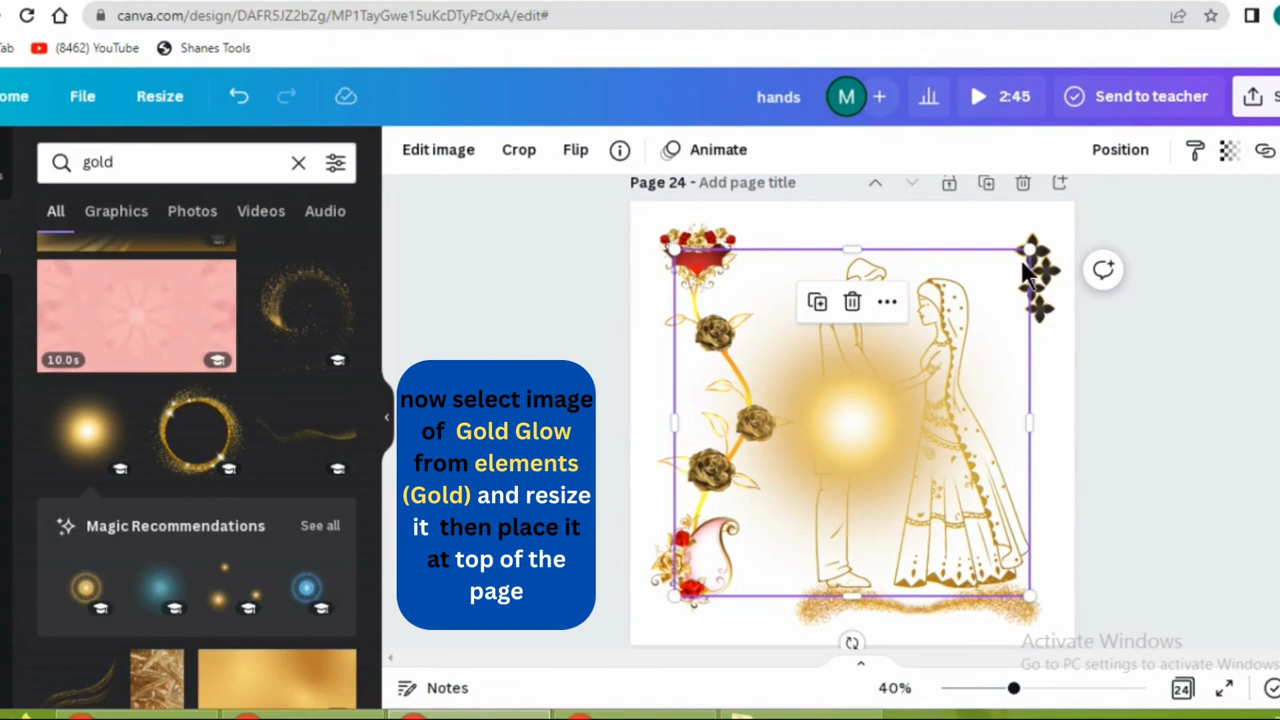 canva.com/design/DAFR5JZ2bZg/MP1TayGwe15uKcDTyPzOxA/edit#
Tab
(8462) YouTube
Shanes Tools
ome
File
Resize
hands
M
2:45
Send to teacher
S
gold
Edit image
Crop
Flip
Animate
Position
All
Graphics
Photos
Videos
Audio
Page 24 - Add page title
10.0s
now select image
of Gold Glow
from elements
(Gold) and resize
it then place it
at top of the
page
Magic Recommendations
See all
Activate Windows
Go to PC settings to activate Windows
Notes
40%
24